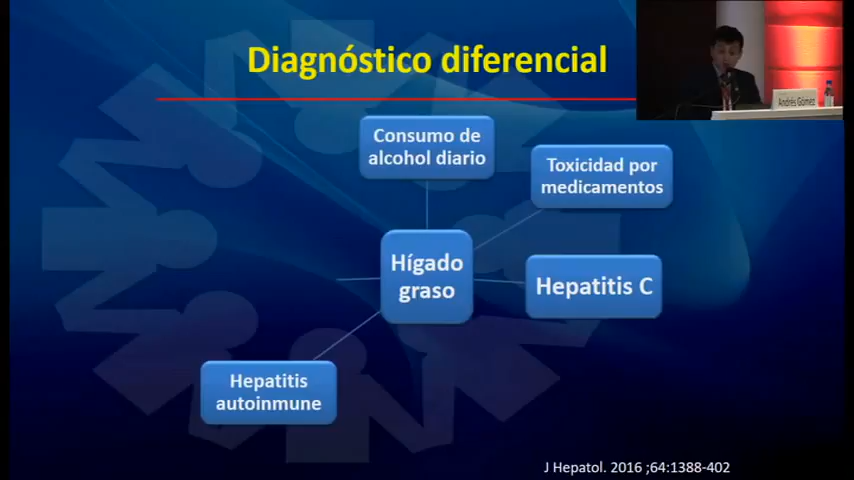 Diagnóstico diferencial
Andrés Gómez
Consumo de
alcohol diario
Toxicidad por
medicamentos
Hígado
graso
Hepatitis C
Hepatitis
autoinmune
J Hepatol. 2016 ;64:1388-402